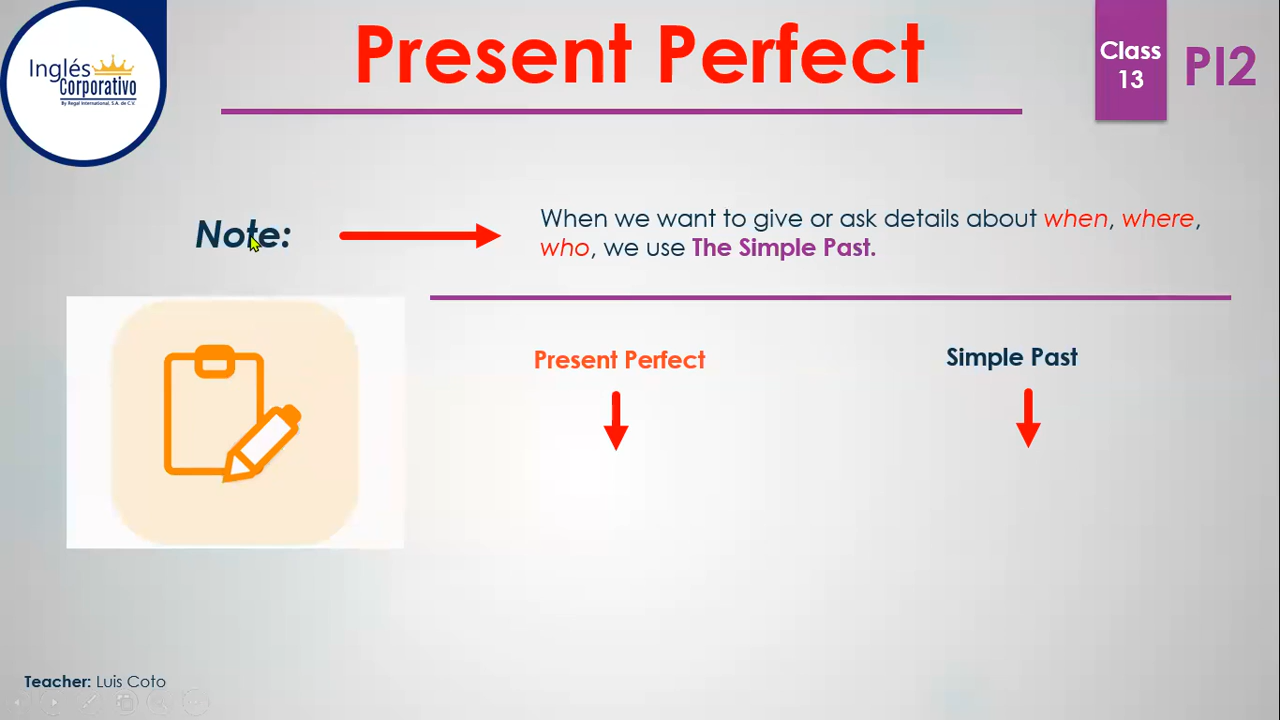 Inglés
Corporativo
By Regal International, S.A. de C.V.
Present Perfect
Class
13
PI2
Note:
When we want to give or ask details about when, where,
who, we use The Simple Past.
Present Perfect
Simple Past
Teacher: Luis Coto